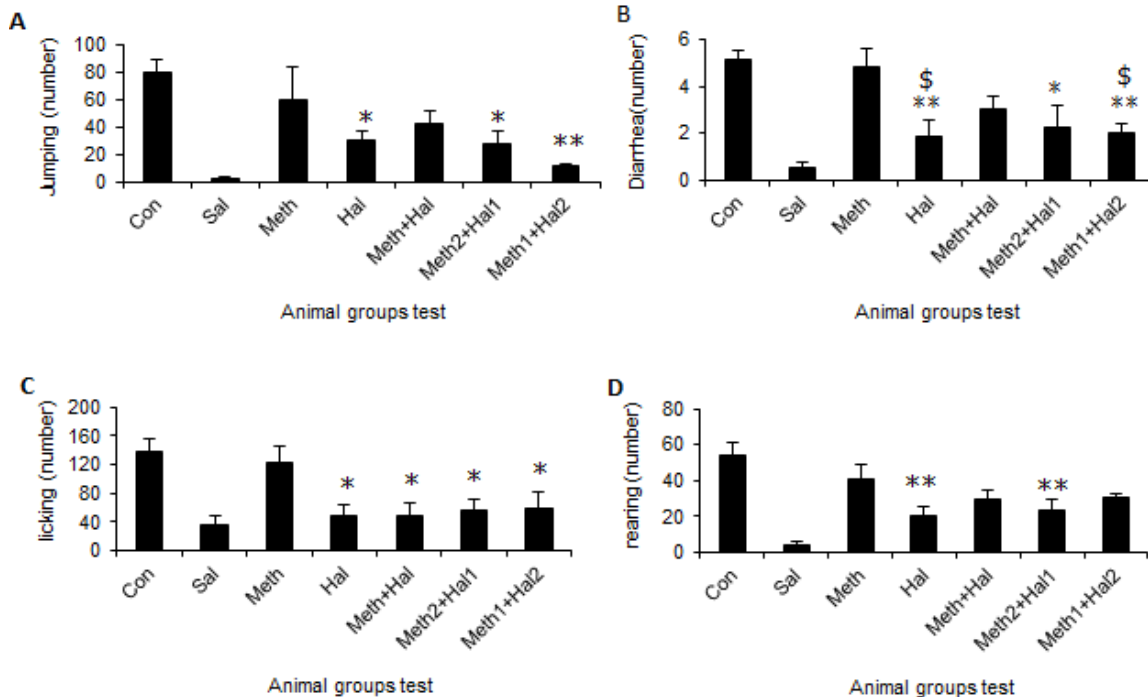 A
Jumping (number)
100
80
60
40
20
0
*
*
**
Con
Sal
Meth
Hal
Meth+Hal
Meth2+Hal1
Meth1+Hal2
Animal groups test
B
Diarrhea(number)
6
4
2
0
$
**
*
$
**
Con
Sal
Meth
Hal
Meth+Hal
Meth2+Hal1
Meth1+Hal2
Animal groups test
C
licking (number)
200
160
120
80
40
0
*
*
*
*
Con
Sal
Meth
Hal
Meth+Hal
Meth2+Hal1
Meth1+Hal2
Animal groups test
D
rearing (number)
80
60
40
20
0
**
**
Con
Sal
Meth
Hal
Meth+Hal
Meth2+Hal1
Meth1+Hal2
Animal groups test